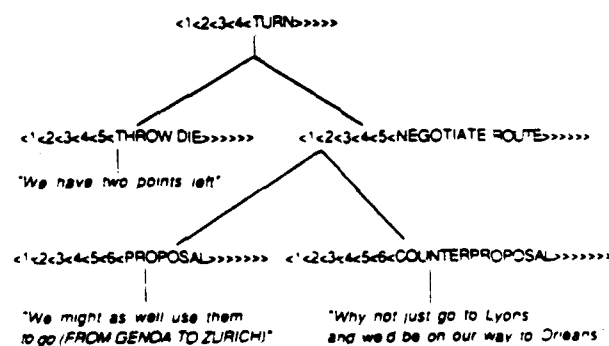 <1<2<3<4<TURN>>>>>
<1<2<3<4<5<THROW DIE>>>>>> <1<2<3<4<5<NEGOTIATE ROUTE>>>>>>
"We have two points left"
<1<2<3<4<5<6<PROPOSAL>>>>>>> <1<2<3<4<5<6<COUNTERPROPOSAL>>>>>>>
"We might as well use them "Why not just go to Lyons
to go (FROM GENOA TO ZURICH)" and we'd be on our way to Orleans"